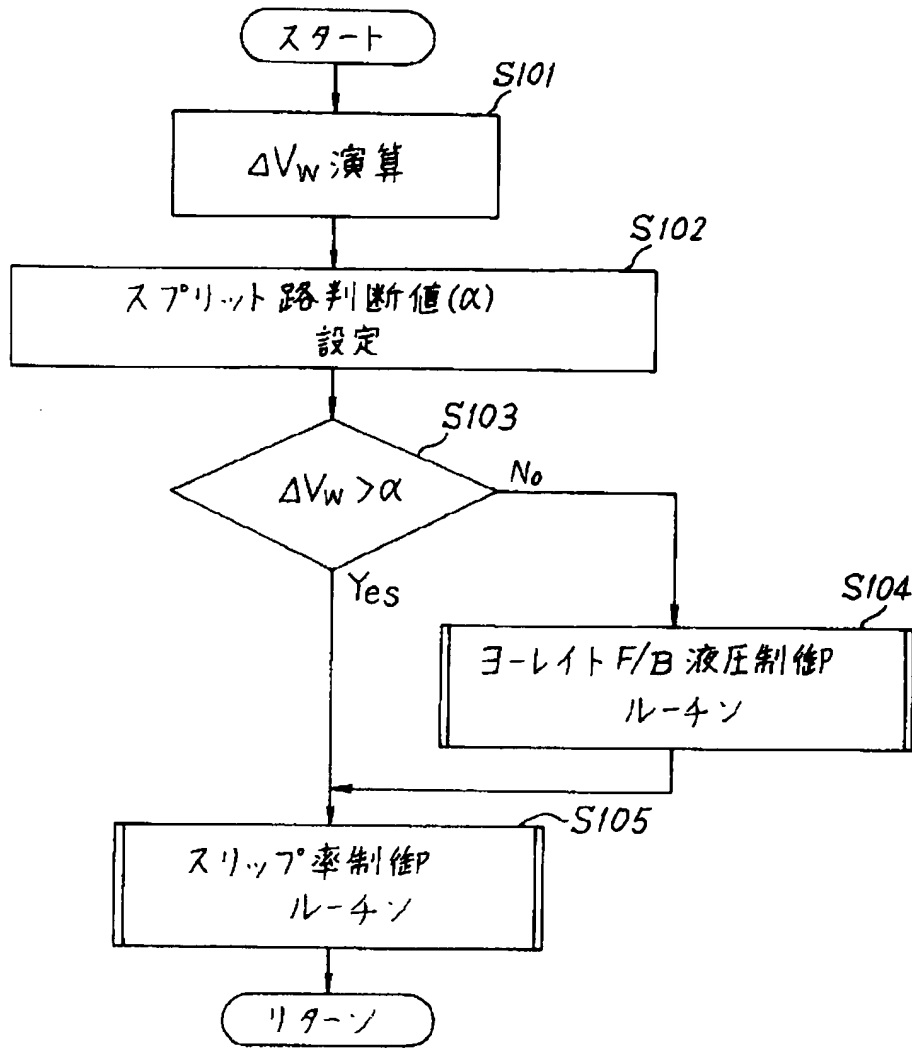 スタート
S101
ΔVw 演算
S102
スプリット路判断値(α)
設定
S103
ΔVw>α
No
Yes
S104
ヨーレイトF/B 液圧制御
ルーチン
S105
スリップ率制御
ルーチン
リターン